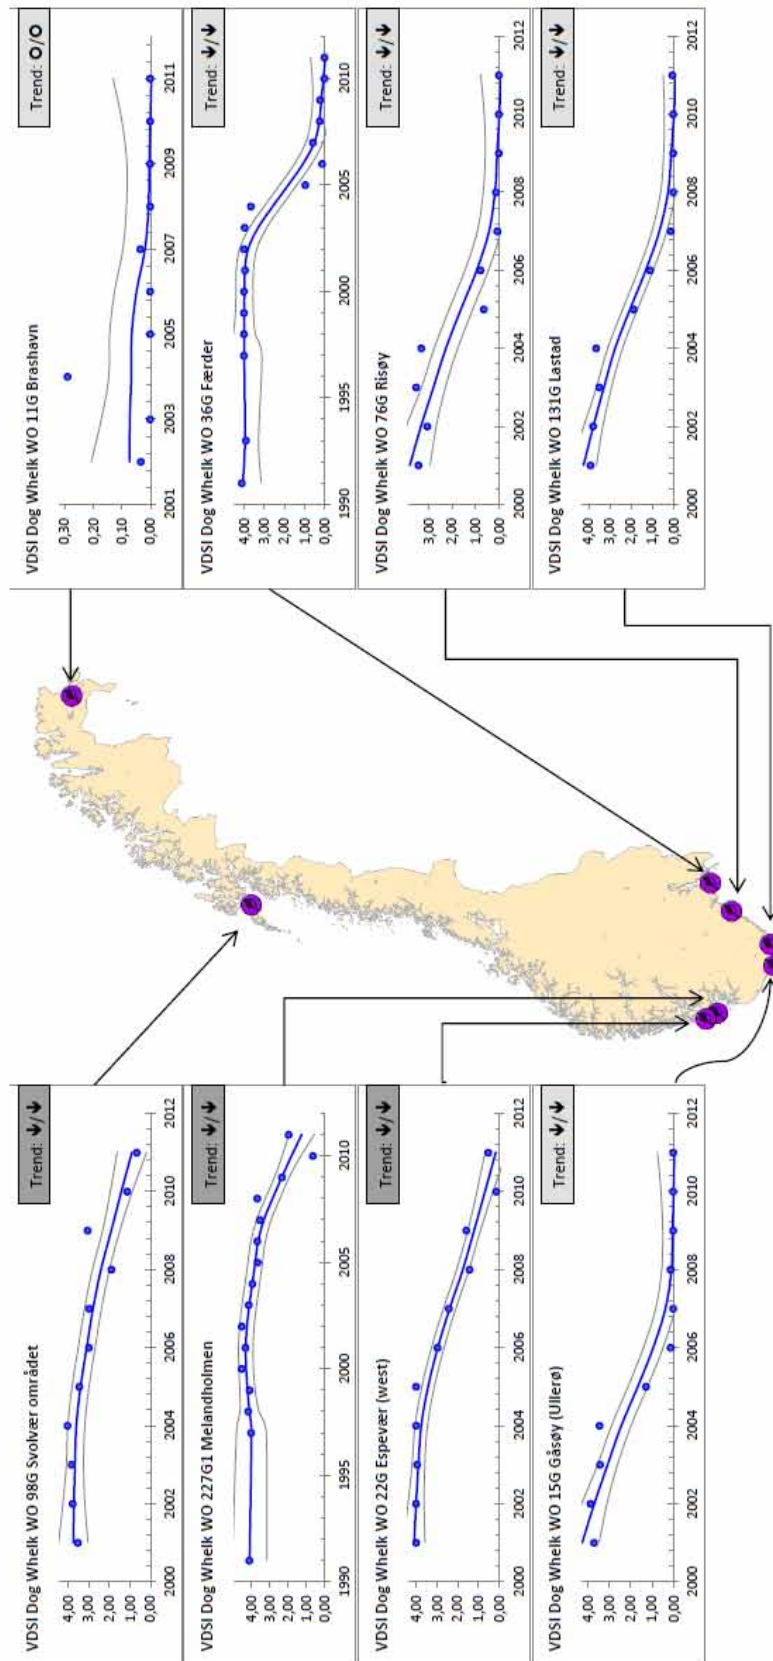 VDSI Dog Whelk WO 98G Svolvær området
Trend: ↓/↓
4,00
3,00
2,00
1,00
0,00
2000 2002 2004 2006 2008 2010 2012
VDSI Dog Whelk WO 227G1 Melandholmen
Trend: ↓/↓
4,00
3,00
2,00
1,00
0,00
1990 1995 2000 2005 2010
VDSI Dog Whelk WO 22G Espevær (west)
Trend: ↓/↓
4,00
3,00
2,00
1,00
0,00
2000 2002 2004 2006 2008 2010 2012
VDSI Dog Whelk WO 15G Gåsøy (Ullerø)
Trend: ↓/↓
4,00
3,00
2,00
1,00
0,00
2000 2002 2004 2006 2008 2010 2012
VDSI Dog Whelk WO 11G Brashavn
Trend: O/O
0,30
0,20
0,10
0,00
2001 2003 2005 2007 2009 2011
VDSI Dog Whelk WO 36G Færder
Trend: ↓/↓
4,00
3,00
2,00
1,00
0,00
1990 1995 2000 2005 2010
VDSI Dog Whelk WO 76G Risøy
Trend: ↓/↓
3,00
2,00
1,00
0,00
2000 2002 2004 2006 2008 2010 2012
VDSI Dog Whelk WO 131G Lastad
Trend: ↓/↓
4,00
3,00
2,00
1,00
0,00
2000 2002 2004 2006 2008 2010 2012